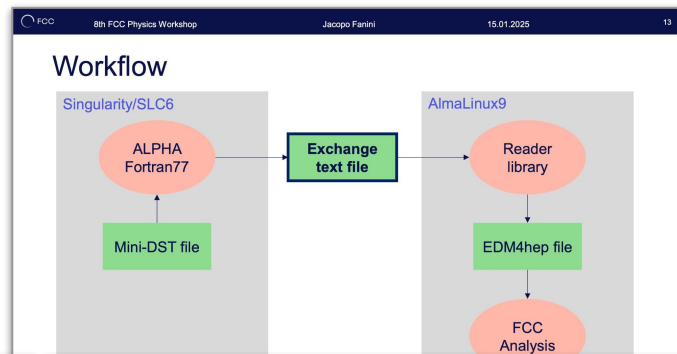 FCC
8th FCC Physics Workshop
Jacopo Fanini
15.01.2025
13
Workflow
Singularity/SLC6
ALPHA
Fortran77
Mini-DST file
Exchange
text file
AlmaLinux9
Reader
library
EDM4hep file
FCC
Analysis